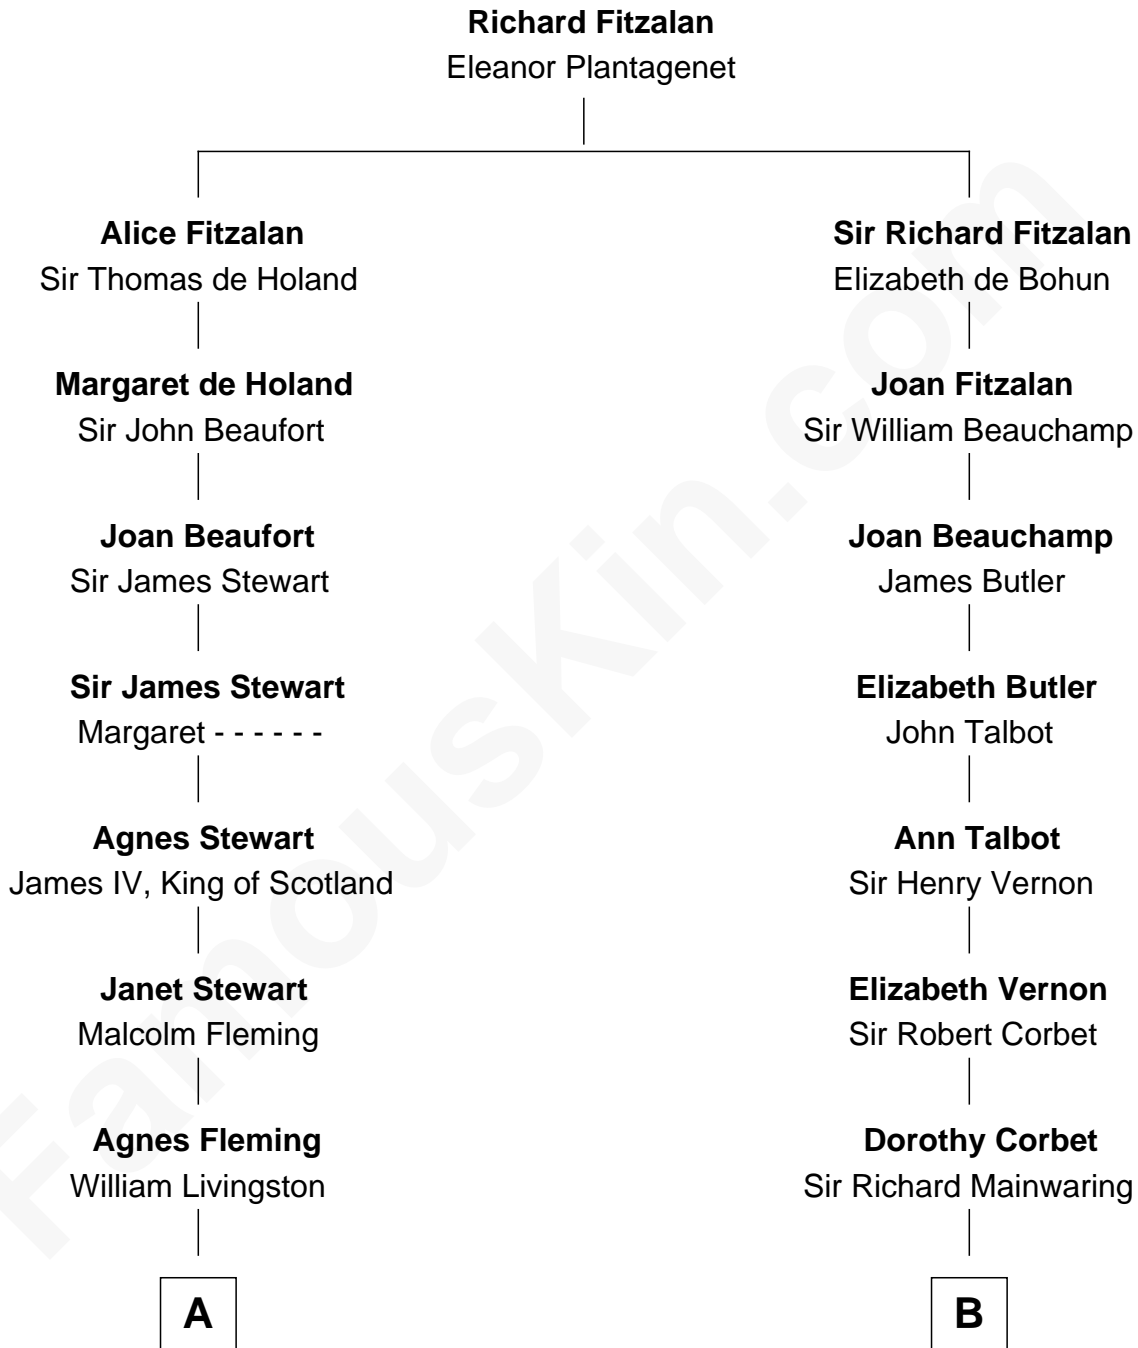 Richard Fitzalan
Eleanor Plantagenet
Alice Fitzalan
Sir Thomas de Holand
Sir Richard Fitzalan
Elizabeth de Bohun
Margaret de Holand
Sir John Beaufort
Joan Fitzalan
Sir William Beauchamp
Joan Beaufort
Sir James Stewart
Joan Beauchamp
James Butler
Sir James Stewart
Margaret - - - - - -
Elizabeth Butler
John Talbot
Agnes Stewart
James IV, King of Scotland
Ann Talbot
Sir Henry Vernon
Janet Stewart
Malcolm Fleming
Elizabeth Vernon
Sir Robert Corbet
Agnes Fleming
William Livingston
Dorothy Corbet
Sir Richard Mainwaring
A
B
FamousKin.com